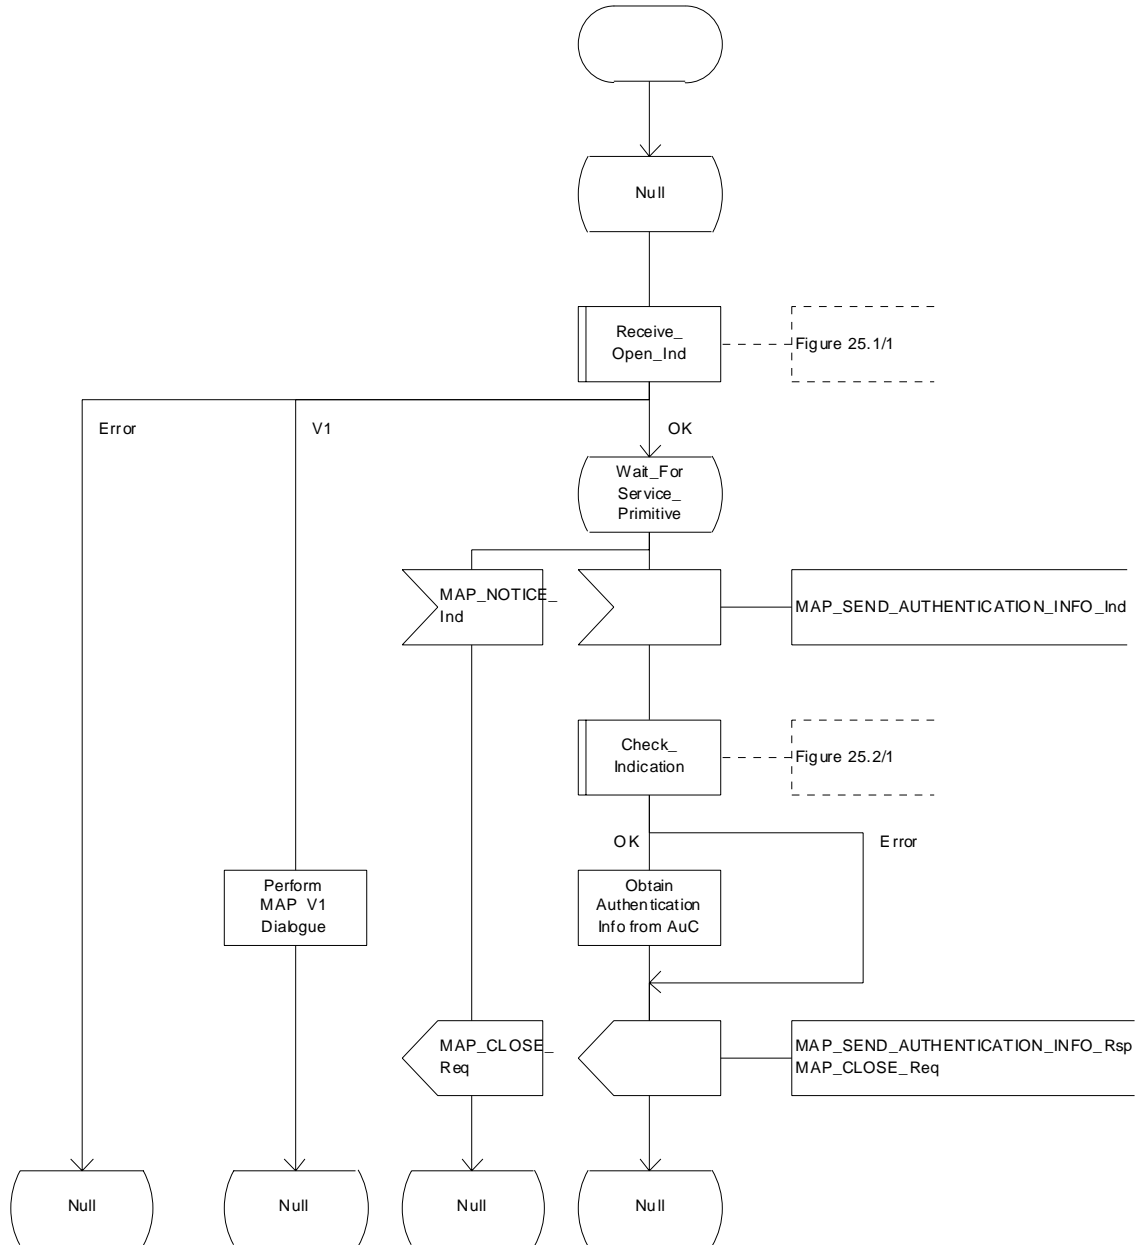 Null
Receive_
Open_Ind
Figure 25.1/1
Error
V1
OK
Wait_For
Service_
Primitive
MAP_NOTICE_
Ind
MAP_SEND_AUTHENTICATION_INFO_Ind
Check_
Indication
Figure 25.2/1
OK
Error
Perform
MAP V1
Dialogue
Obtain
Authentication
Info from AuC
MAP_CLOSE_
Req
MAP_SEND_AUTHENTICATION_INFO_Rsp
MAP_CLOSE_Req
Null
Null
Null
Null